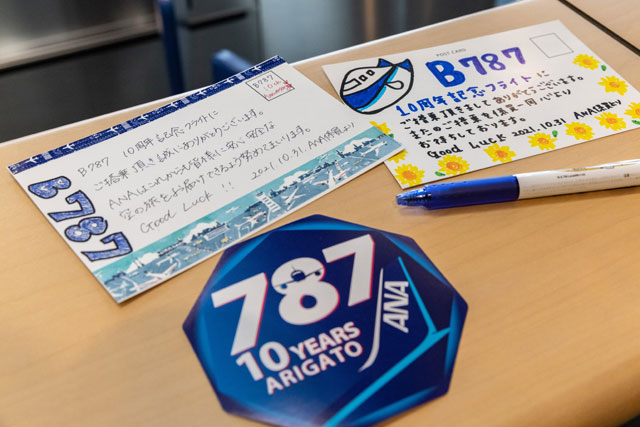 B787
10th
Anniversary
B787 10周年記念フライトに
ご搭乗頂き誠にありがとうございます。
ANAはこれからも皆様に安心安全な
空の旅をお届けできるよう努めてまいります。
Good Luck!! 2021.10.31. ANA
B787
POST CARD
B787
10周年記念フライトに
ご搭乗頂きましてありがとうございます。
またのご搭乗を係員一同心より
お待ちしております。
Good Luck 2021.10.31 ANA
787
10 YEARS
ARIGATO
ANA